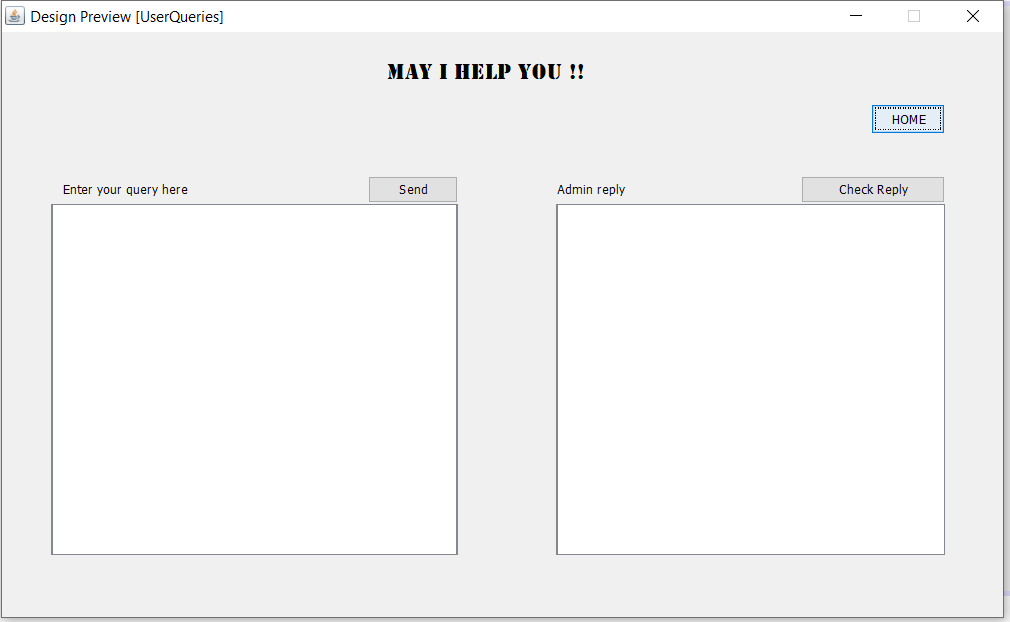 Design Preview [UserQueries]
MAY I HELP YOU !!
HOME
Enter your query here
Send
Admin reply
Check Reply